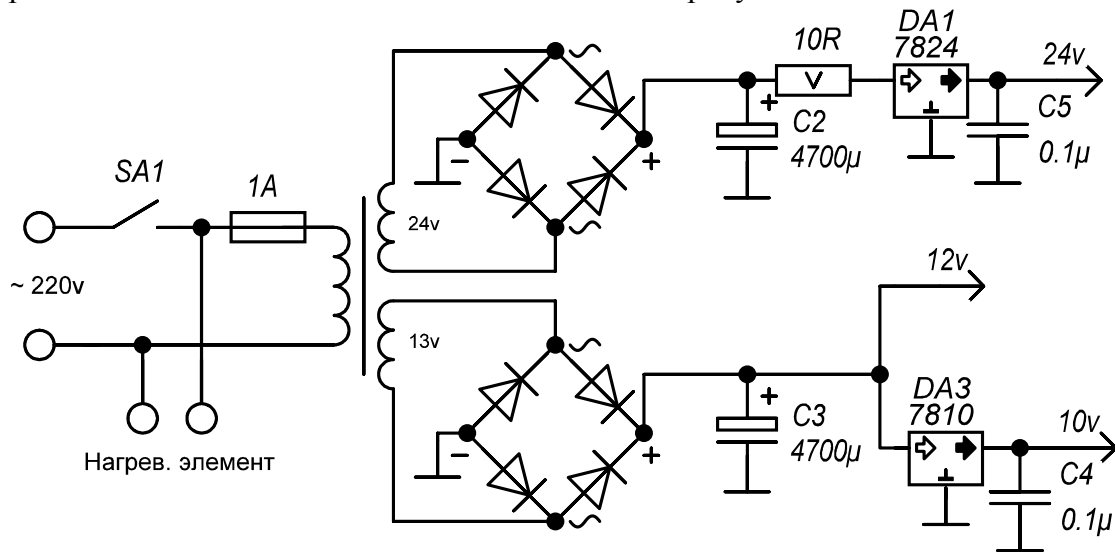 10R
DA1
7824
24v
+
C2
4700µ
C5
0.1µ
SA1
1A
24v
~ 220v
12v
13v
DA3
7810
10v
+
C3
4700µ
C4
0.1µ
Нагрев. элемент